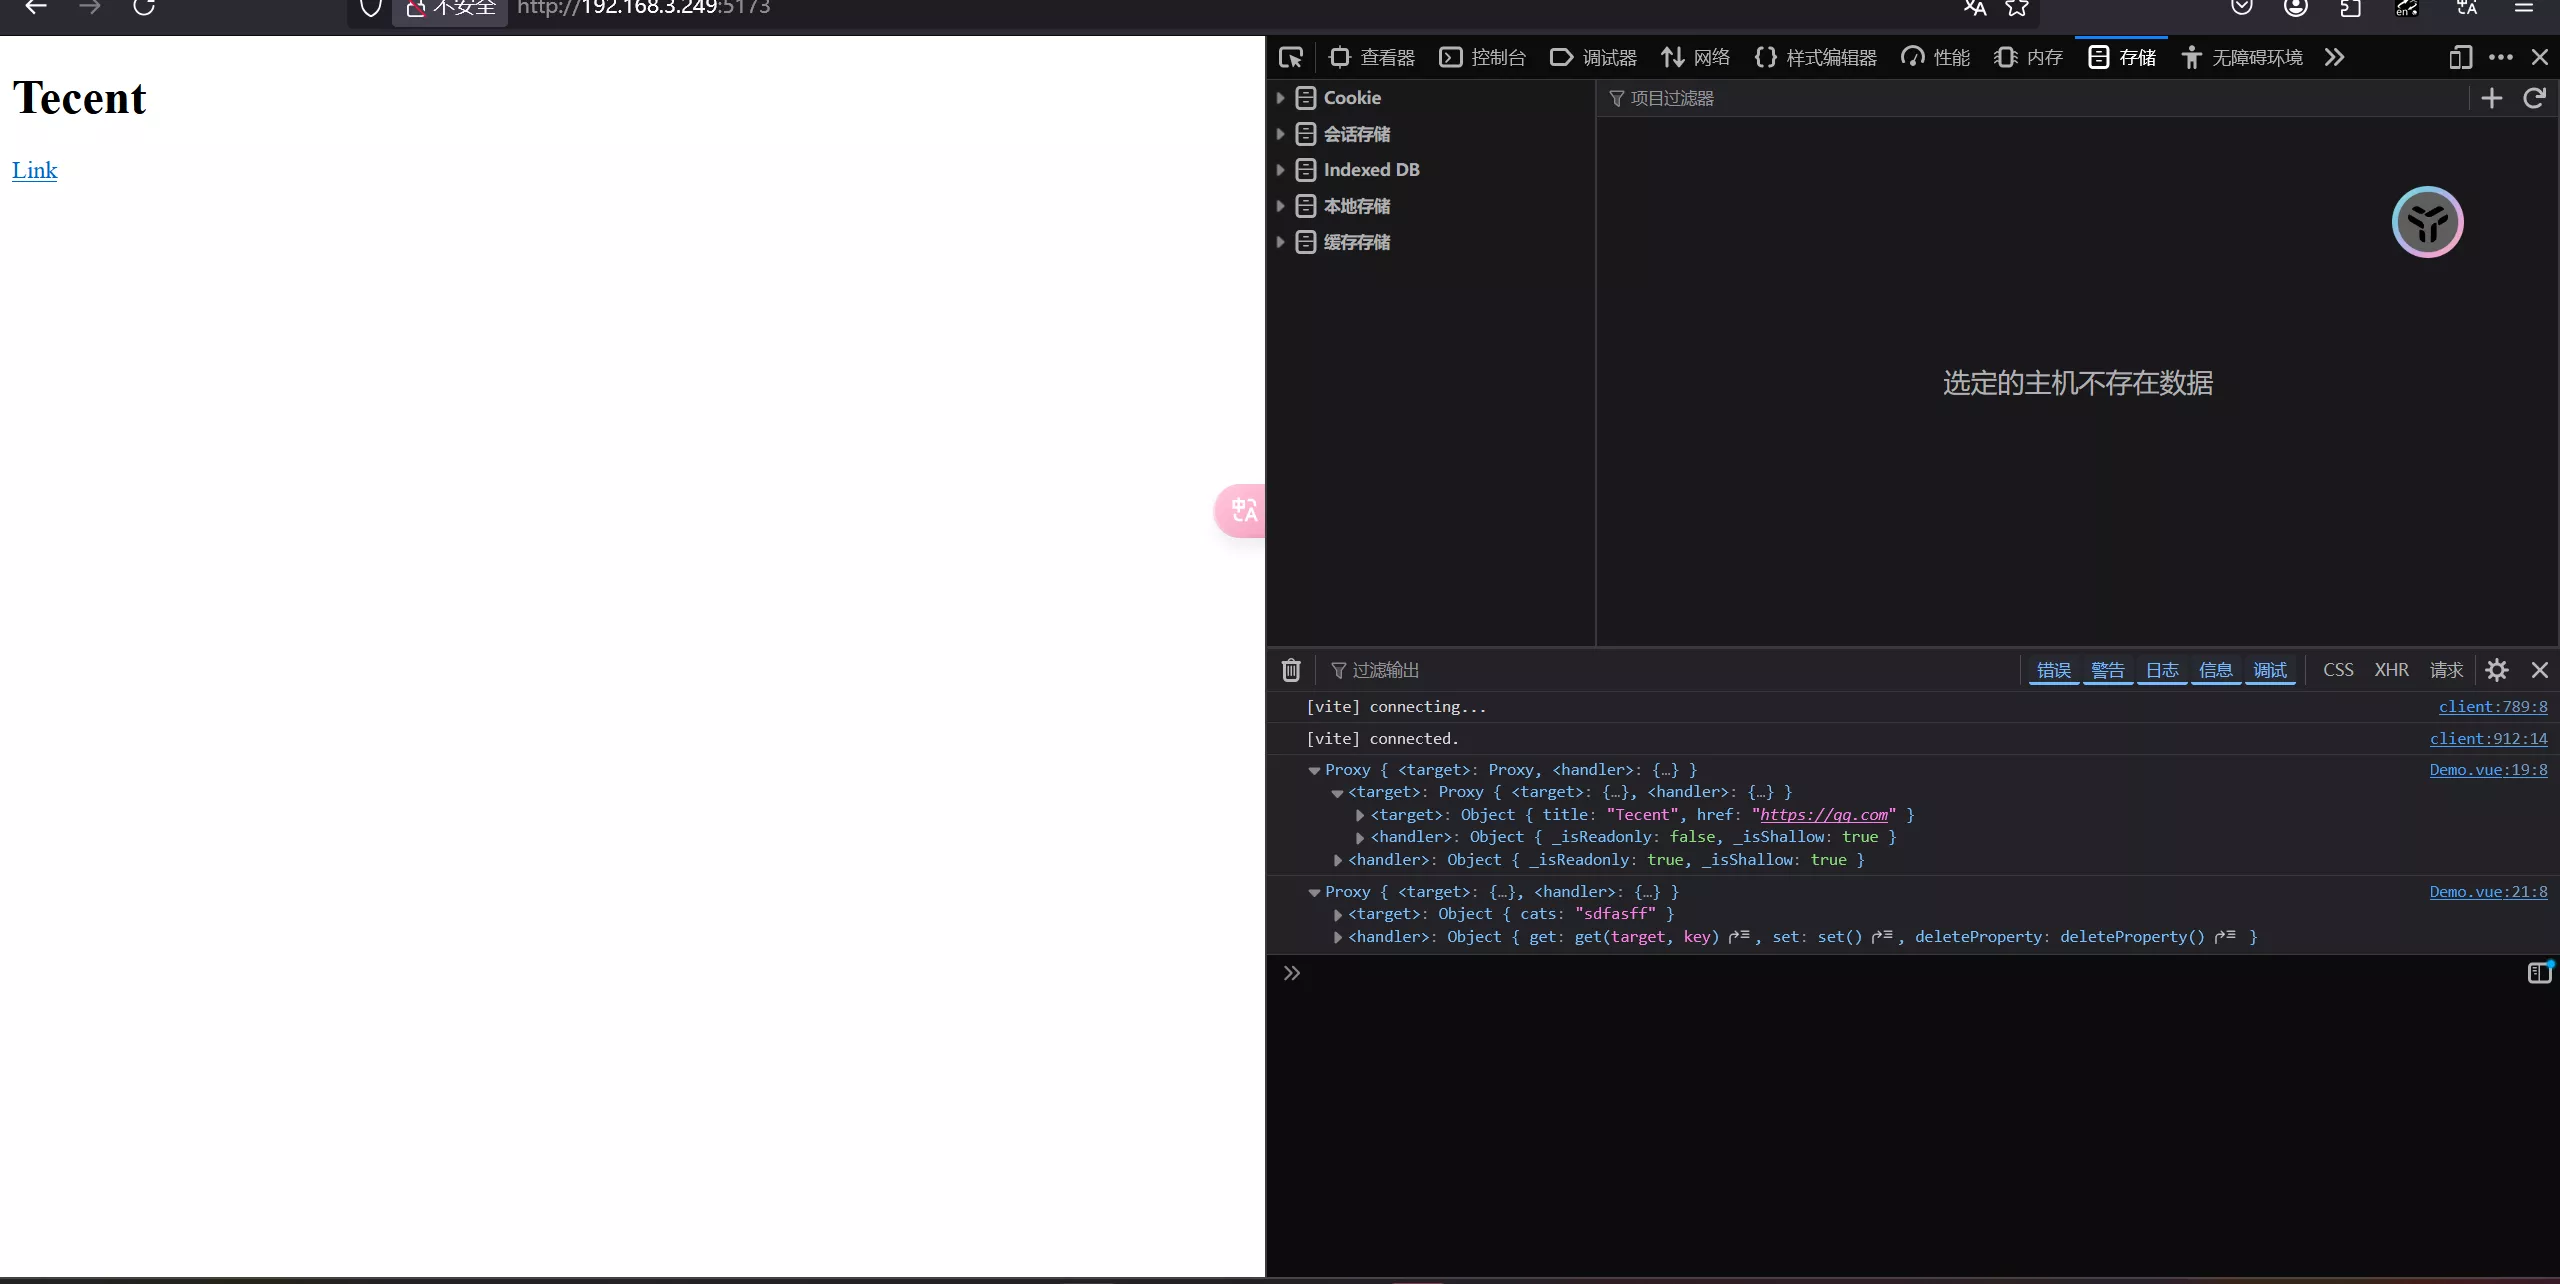 不安全 http://192.168.3.249:5173
Tecent
Link
查看器 控制台 调试器 网络 样式编辑器 性能 内存 存储 无障碍环境
Cookie
会话存储
Indexed DB
本地存储
缓存存储
项目过滤器
选定的主机不存在数据
过滤输出 错误 警告 日志 信息 调试 CSS XHR 请求
[vite] connecting... client:789:8
[vite] connected. client:912:14
Proxy { <target>: Proxy, <handler>: {…} } Demo.vue:19:8
<target>: Proxy { <target>: {…}, <handler>: {…} }
<target>: Object { title: "Tecent", href: "https://qq.com" }
<handler>: Object { _isReadonly: false, _isShallow: true }
<handler>: Object { _isReadonly: true, _isShallow: true }
Proxy { <target>: {…}, <handler>: {…} } Demo.vue:21:8
<target>: Object { cats: "sdfasff" }
<handler>: Object { get: get(target, key), set: set(), deleteProperty: deleteProperty() }